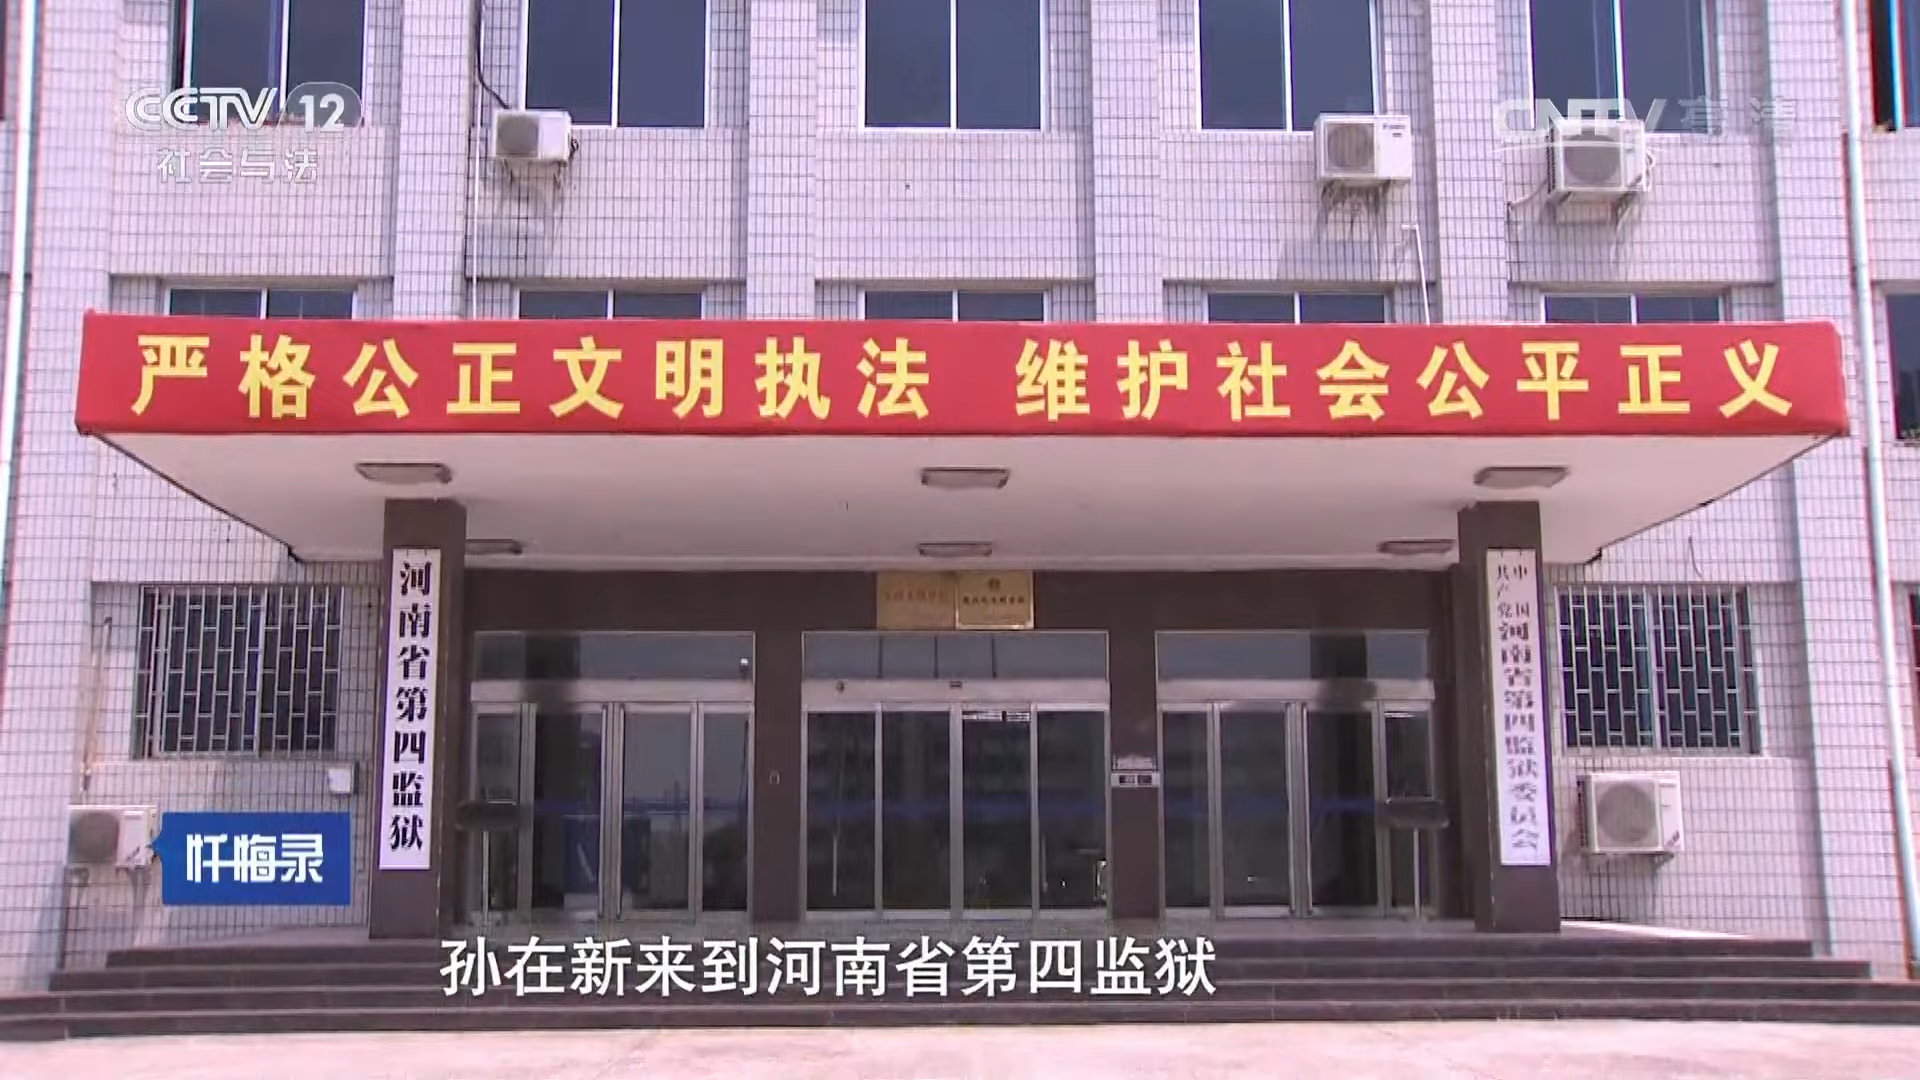 CCTV 12
社会与法
CNTV 高清
严格公正文明执法 维护社会公平正义
河南省第四监狱
中国共产党河南省第四监狱委员会
忏悔录
孙在新来到河南省第四监狱